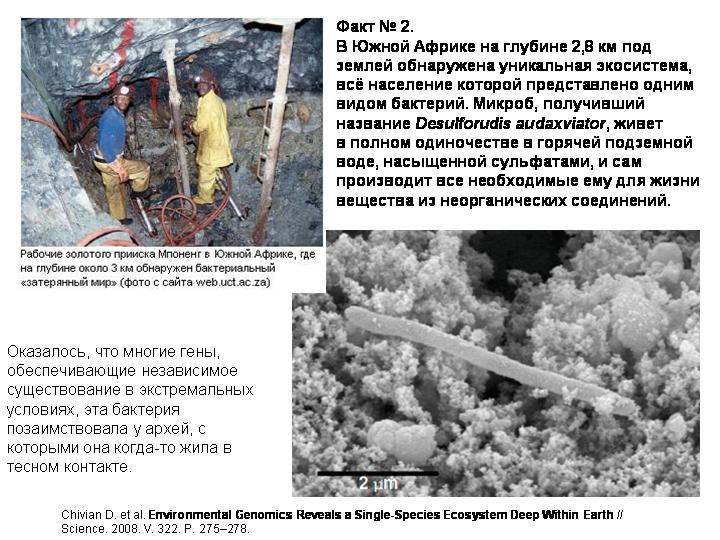 Факт № 2.
В Южной Африке на глубине 2,8 км под
землей обнаружена уникальная экосистема,
всё население которой представлено одним
видом бактерий. Микроб, получивший
название Desulforudis audaxviator, живет
в полном одиночестве в горячей подземной
воде, насыщенной сульфатами, и сам
производит все необходимые ему для жизни
вещества из неорганических соединений.
Рабочие золотого прииска Мпоненг в Южной Африке, где
на глубине около 3 км обнаружен бактериальный
«затерянный мир» (фото с сайта web.uct.ac.za)
Оказалось, что многие гены,
обеспечивающие независимое
существование в экстремальных
условиях, эта бактерия
позаимствовала у архей, с
которыми она когда-то жила в
тесном контакте.
2 µm
Chivian D. et al. Environmental Genomics Reveals a Single-Species Ecosystem Deep Within Earth //
Science. 2008. V. 322. P. 275–278.